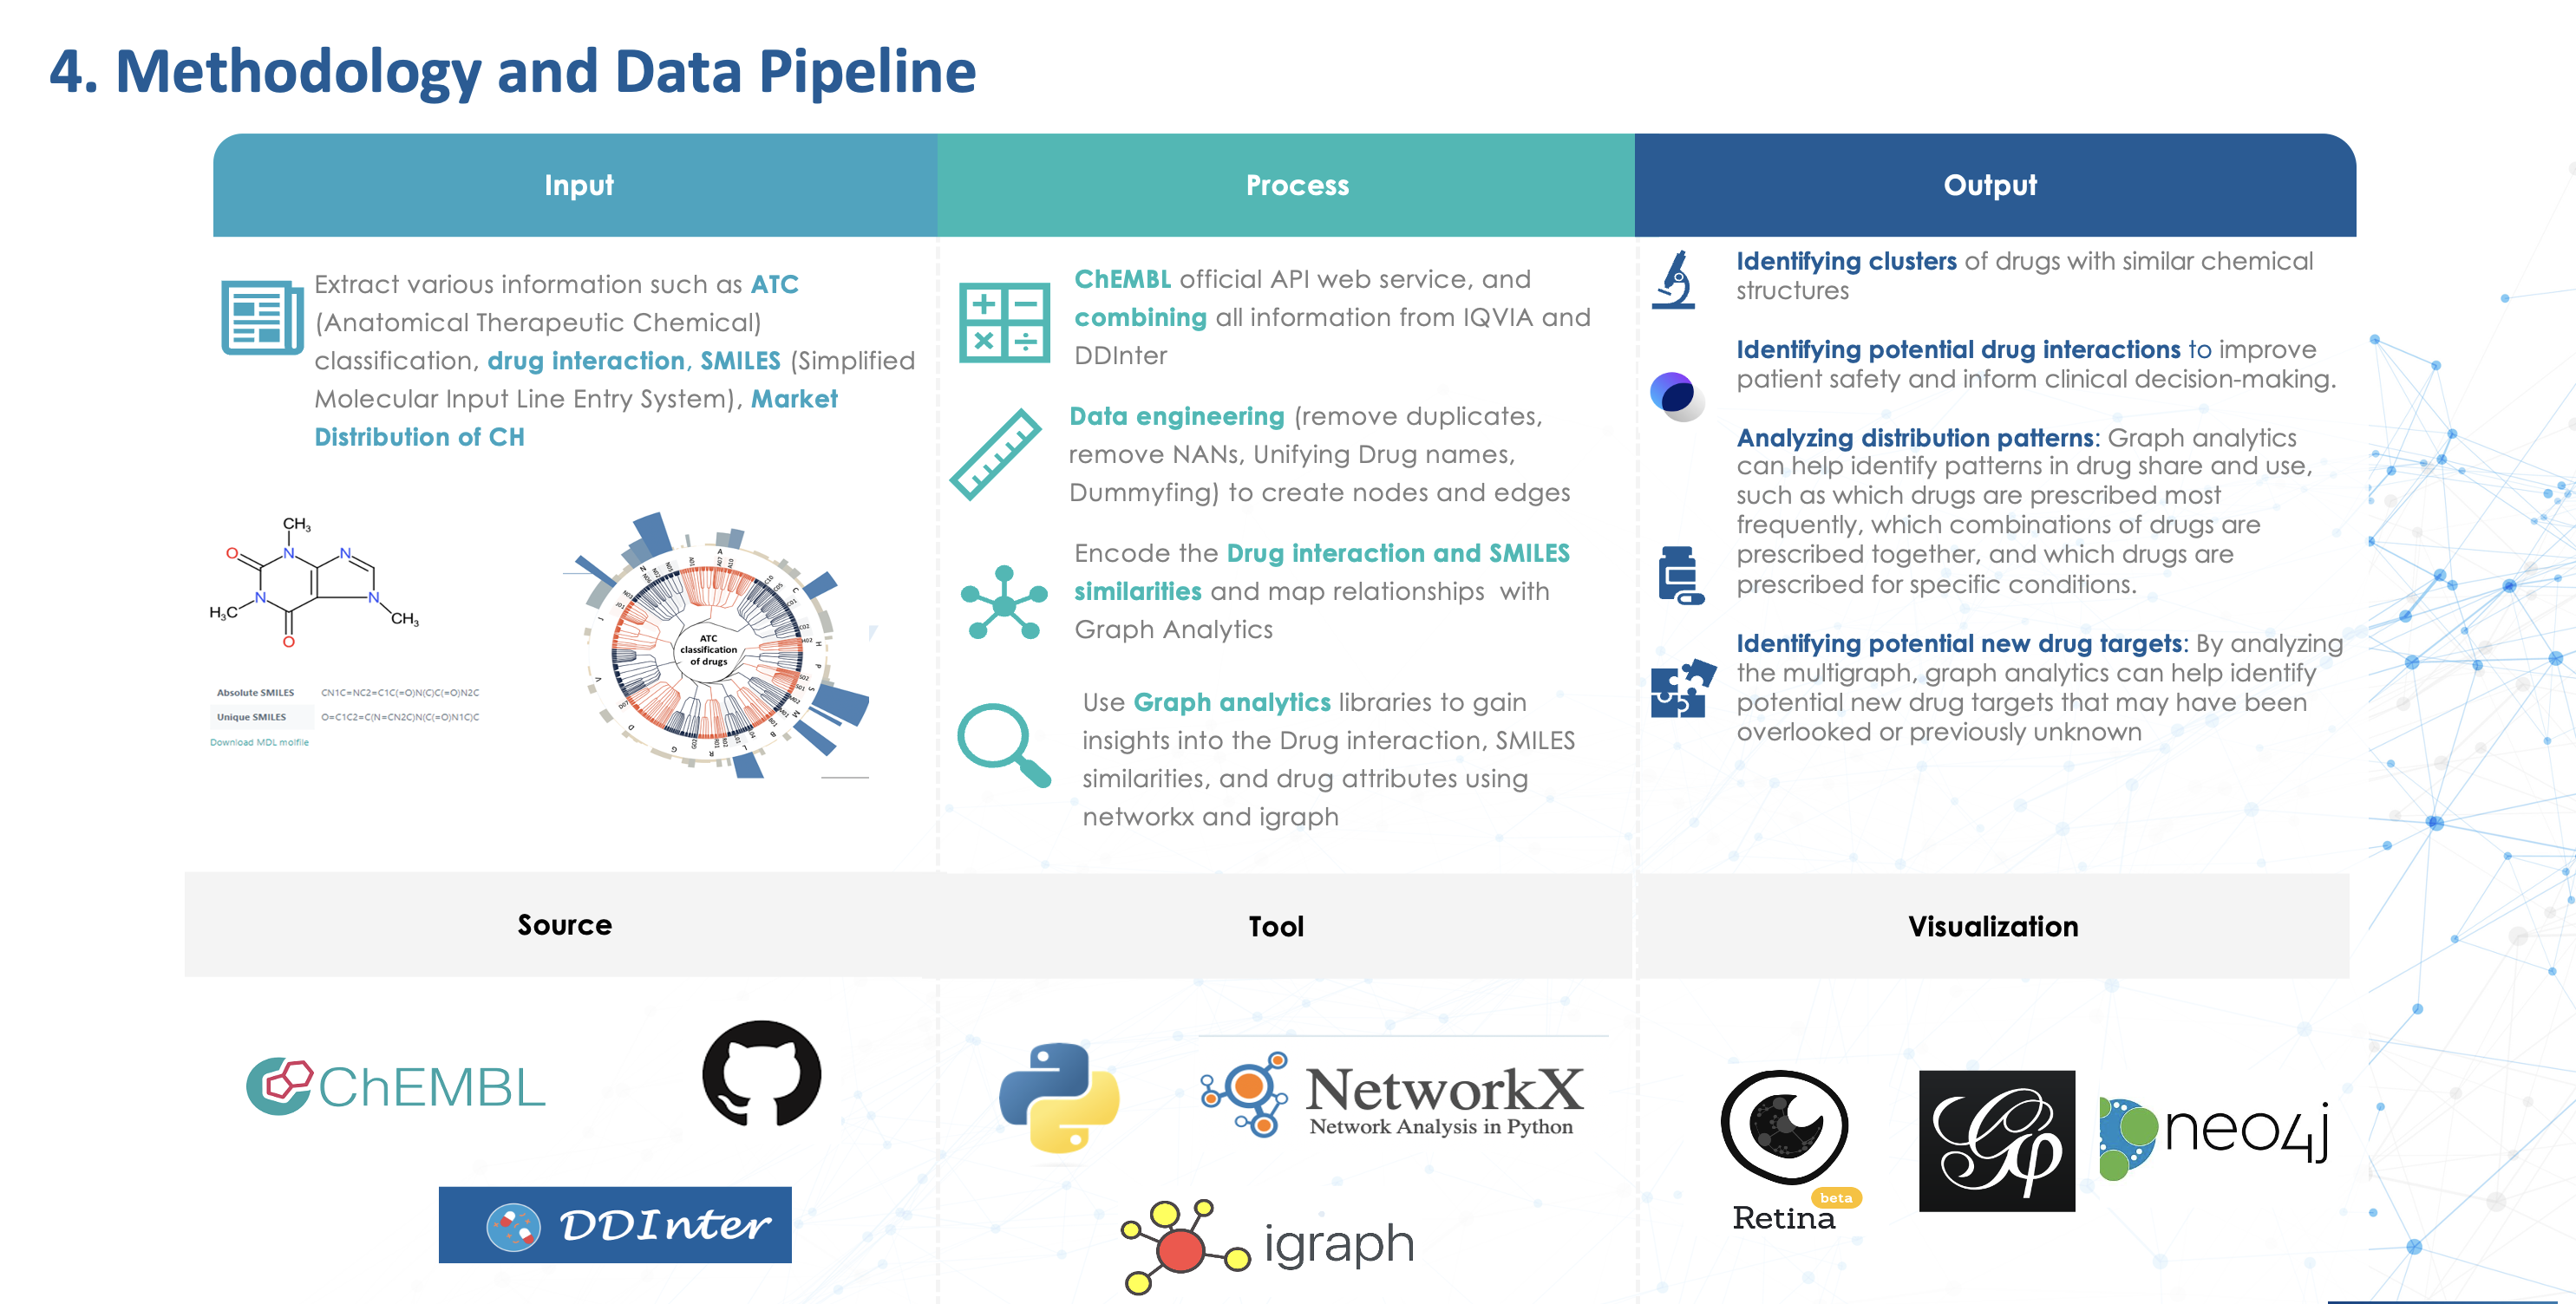 4. Methodology and Data Pipeline
Input
Process
Output
Extract various information such as ATC
(Anatomical Therapeutic Chemical)
classification, drug interaction, SMILES (Simplified
Molecular Input Line Entry System), Market
Distribution of CH
CH3
O
N
N
N
N
H3C
CH3
O
Absolute SMILES CN1C=NC2=C1C(=O)N(C)C(=O)N2C
Unique SMILES O=C1C2=C(N=CN2C)N(C(=O)N1C)C
Download MDL molfile
ATC
classification
of drugs
A
C
H
P
S
M
B
L
R
G
D
V
J
N
ChEMBL official API web service, and
combining all information from IQVIA and
DDInter
Data engineering (remove duplicates,
remove NANs, Unifying Drug names,
Dummyfing) to create nodes and edges
Encode the Drug interaction and SMILES
similarities and map relationships with
Graph Analytics
Use Graph analytics libraries to gain
insights into the Drug interaction, SMILES
similarities, and drug attributes using
networkx and igraph
Identifying clusters of drugs with similar chemical
structures
Identifying potential drug interactions to improve
patient safety and inform clinical decision-making.
Analyzing distribution patterns: Graph analytics
can help identify patterns in drug share and use,
such as which drugs are prescribed most
frequently, which combinations of drugs are
prescribed together, and which drugs are
prescribed for specific conditions.
Identifying potential new drug targets: By analyzing
the multigraph, graph analytics can help identify
potential new drug targets that may have been
overlooked or previously unknown
Source
Tool
Visualization
ChEMBL
DDInter
NetworkX
Network Analysis in Python
igraph
beta
Retina
Gφ
neo4j